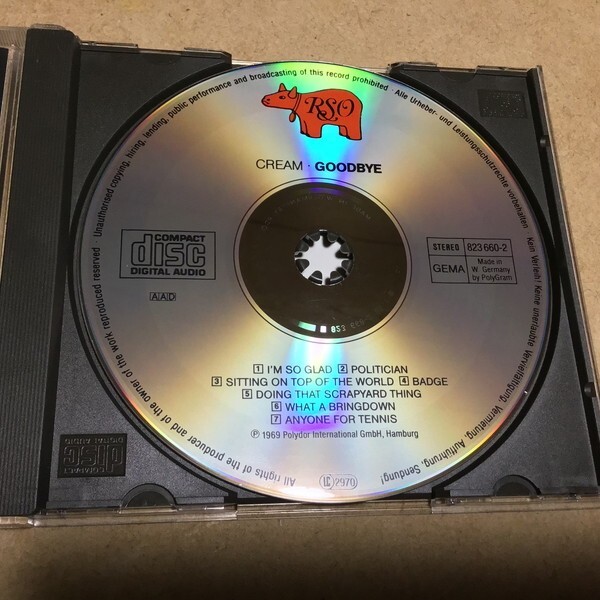 Unauthorised copying, hiring, lending, public performance and broadcasting of this record prohibited · Alle Urheber- und Leistungsschutzrechte vorbehalten · Kein Verleih! Keine unerlaubte Vervielfältigung, Vermietung, Aufführung, Sendung!
RSO
CREAM · GOODBYE
COMPACT
disc
DIGITAL AUDIO
STEREO 823 660-2
GEMA Made in
W. Germany
by PolyGram
AAD
1 I'M SO GLAD 2 POLITICIAN
3 SITTING ON TOP OF THE WORLD 4 BADGE
5 DOING THAT SCRAPYARD THING
6 WHAT A BRINGDOWN
7 ANYONE FOR TENNIS
℗ 1969 Polydor International GmbH, Hamburg
LC 2970
All rights of the producer and of the owner of the work reproduced reserved ·
COMPACT
disc
DIGITAL AUDIO